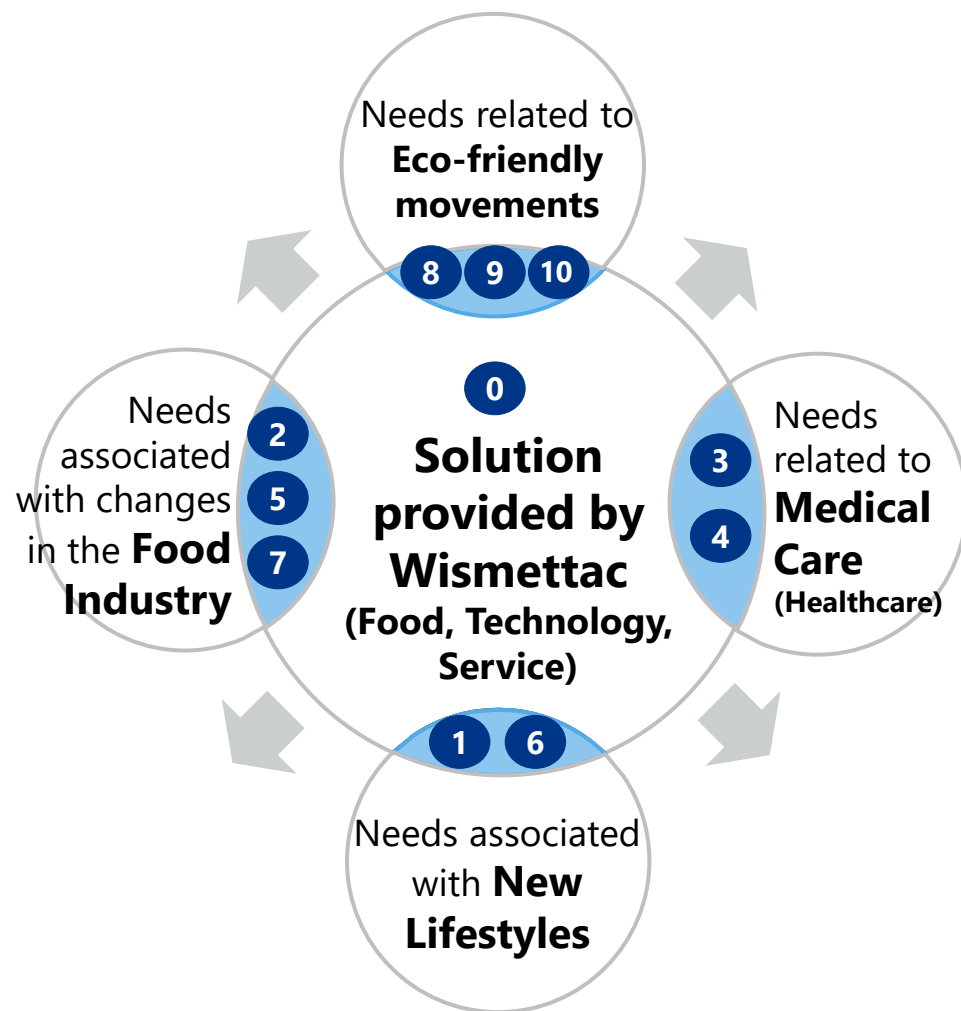 Needs related to
Eco-friendly
movements
8 9 10
0
Solution
provided by
Wismettac
(Food, Technology,
Service)
Needs
associated
with changes
in the Food
Industry
2
5
7
3
4
Needs
related to
Medical
Care
(Healthcare)
1 6
Needs associated
with New
Lifestyles